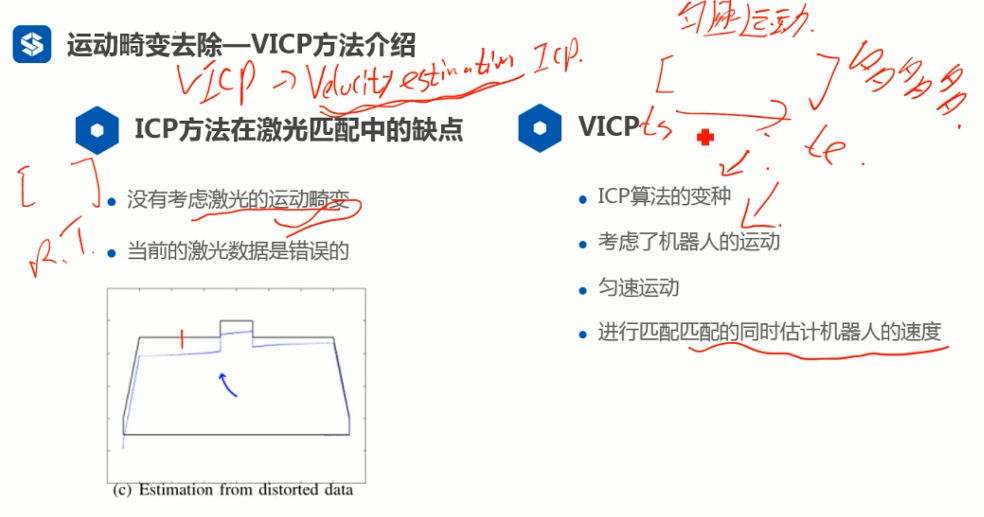 匀速运动.
运动畸变去除—VICP方法介绍
VICP → Velocity estimation ICP.
ICP方法在激光匹配中的缺点
VICP
ts
te
没有考虑激光的运动畸变
当前的激光数据是错误的
R.T.
ICP算法的变种
考虑了机器人的运动
匀速运动
进行匹配匹配的同时估计机器人的速度
(c) Estimation from distorted data